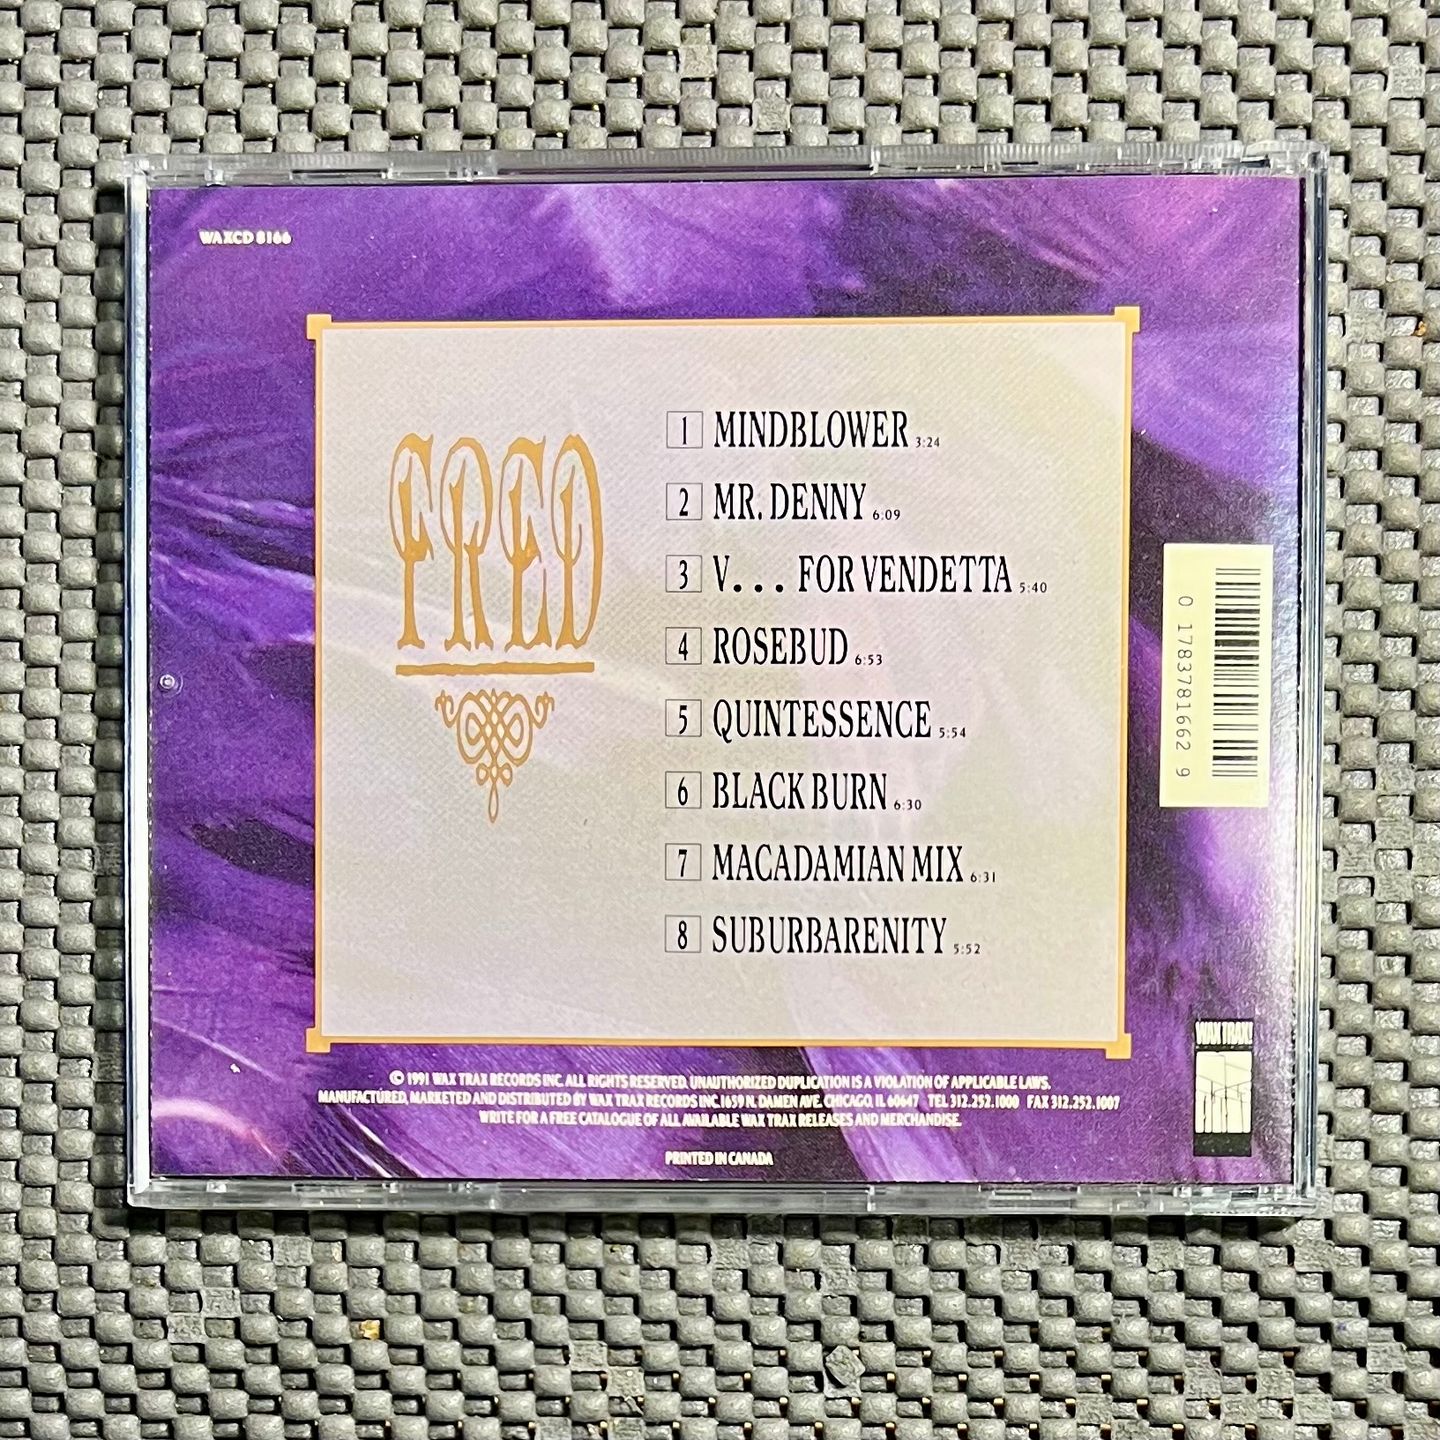 WAXCD 8166
FRED
1 MINDBLOWER 3:24
2 MR. DENNY 6:09
3 V... FOR VENDETTA 5:40
4 ROSEBUD 6:53
5 QUINTESSENCE 5:54
6 BLACK BURN 6:30
7 MACADAMIAN MIX 6:31
8 SUBURBARENITY 5:52
0 1783781662 9
WAX TRAX!
© 1991 WAX TRAX RECORDS INC. ALL RIGHTS RESERVED. UNAUTHORIZED DUPLICATION IS A VIOLATION OF APPLICABLE LAWS.
MANUFACTURED, MARKETED AND DISTRIBUTED BY WAX TRAX RECORDS INC. 1659 N. DAMEN AVE. CHICAGO, IL 60647 TEL 312.252.1000 FAX 312.252.1007
WRITE FOR A FREE CATALOGUE OF ALL AVAILABLE WAX TRAX RELEASES AND MERCHANDISE.
PRINTED IN CANADA